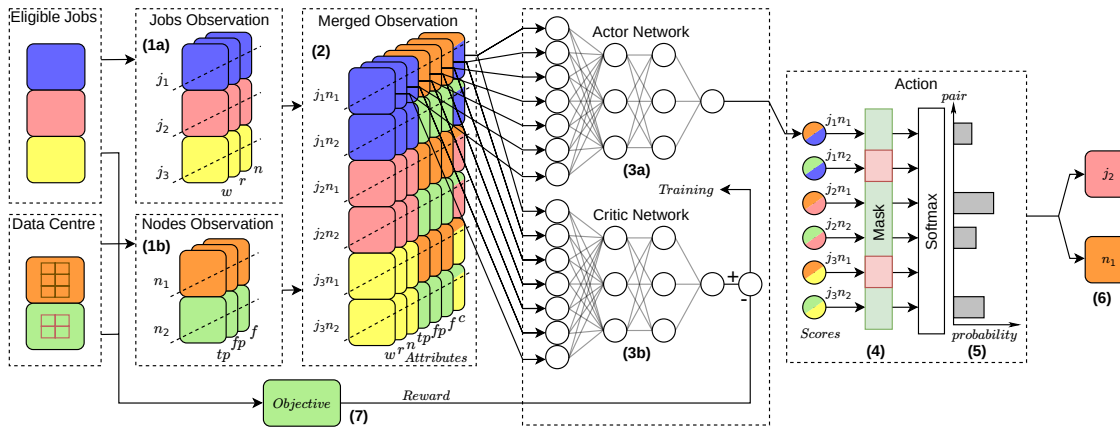 Eligible Jobs
Jobs Observation
(1a)
j1
j2
j3
w
r
n
Data Centre
Nodes Observation
(1b)
n1
n2
tp
fp
f
Merged Observation
(2)
j1n1
j1n2
j2n1
j2n2
j3n1
j3n2
w r n tp fp f c
Attributes
Actor Network
(3a)
Training
Critic Network
(3b)
+
-
Objective
(7)
Reward
Action
pair
j1n1
j1n2
j2n1
j2n2
j3n1
j3n2
Scores
Mask
Softmax
(4)
probability
(5)
j2
n1
(6)